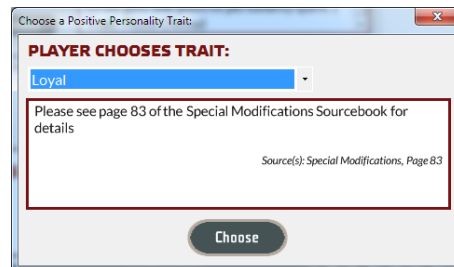 Choose a Positive Personality Trait:
PLAYER CHOOSES TRAIT:
Loyal
Please see page 83 of the Special Modifications Sourcebook for
details
Source(s): Special Modifications, Page 83
Choose